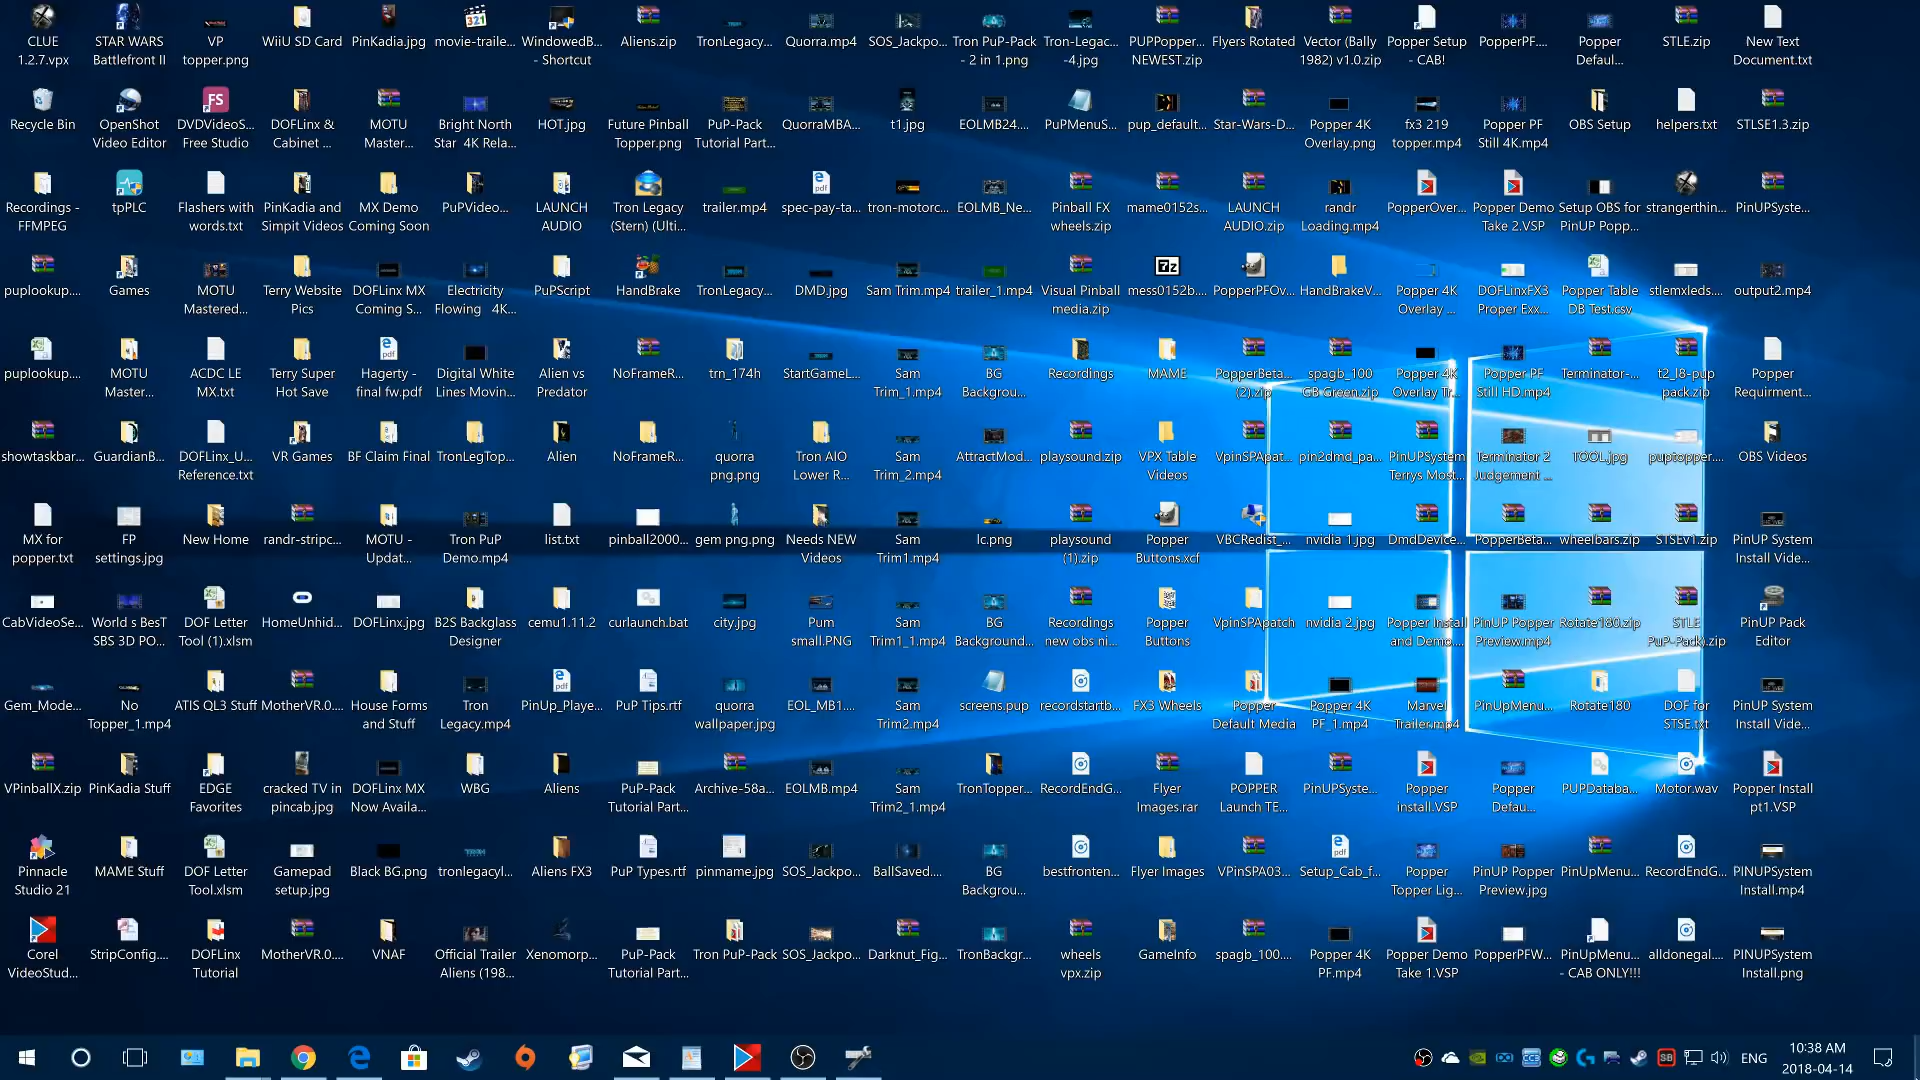 CLUE
1.2.7.vpx
STAR WARS
Battlefront II
VP
topper.png
WiiU SD Card
PinKadia.jpg
movie-traile...
WindowedB...
- Shortcut
Aliens.zip
TronLegacy...
Quorra.mp4
SOS_Jackpo...
Tron PuP-Pack
- 2 in 1.png
Tron-Legac...
-4.jpg
PUPPopper...
NEWEST.zip
Flyers Rotated
Vector (Bally
1982) v1.0.zip
Popper Setup
- CAB!
PopperPF....
Popper
Defaul...
STLE.zip
New Text
Document.txt
Recycle Bin
OpenShot
Video Editor
DVDVideoS...
Free Studio
DOFLinx &
Cabinet ...
MOTU
Master...
Bright North
Star 4K Rela...
HOT.jpg
Future Pinball
Topper.png
PuP-Pack
Tutorial Part...
QuorraMBA...
t1.jpg
EOLMB24....
PuPMenuS...
pup_default...
Star-Wars-D...
Popper 4K
Overlay.png
fx3 219
topper.mp4
Popper PF
Still 4K.mp4
OBS Setup
helpers.txt
STLSE1.3.zip
Recordings -
FFMPEG
tpPLC
Flashers with
words.txt
PinKadia and
Simpit Videos
MX Demo
Coming Soon
PuPVideo...
LAUNCH
AUDIO
Tron Legacy
(Stern) (Ulti...
trailer.mp4
spec-pay-ta...
tron-motorc...
EOLMB_Ne...
Pinball FX
wheels.zip
mame0152s...
LAUNCH
AUDIO.zip
randr
Loading.mp4
PopperOver...
Popper Demo
Take 2.VSP
Setup OBS for
PinUP Popp...
strangerthin...
PinUPSyste...
puplookup....
Games
MOTU
Mastered...
Terry Website
Pics
DOFLinx MX
Coming S...
Electricity
Flowing 4K...
PuPScript
HandBrake
TronLegacy...
DMD.jpg
Sam Trim.mp4
trailer_1.mp4
Visual Pinball
media.zip
mess0152b...
PopperPFOv...
HandBrakeV...
Popper 4K
Overlay ...
DOFLinxFX3
Proper Exx...
Popper Table
DB Test.csv
stlemxleds....
output2.mp4
puplookup....
MOTU
Master...
ACDC LE
MX.txt
Terry Super
Hot Save
Hagerty -
final fw.pdf
Digital White
Lines Movin...
Alien vs
Predator
NoFrameR...
trn_174h
StartGameL...
Sam
Trim_1.mp4
BG
Backgrou...
Recordings
MAME
PopperBeta...
(2).zip
spagb_100
GB Green.zip
Popper 4K
Overlay Tr...
Popper PF
Still HD.mp4
Terminator-...
t2_l8-pup
pack.zip
Popper
Requirment...
showtaskbar...
GuardianB...
DOFLinx_U...
Reference.txt
VR Games
BF Claim Final
TronLegTop...
Alien
NoFrameR...
quorra
png.png
Tron AIO
Lower R...
Sam
Trim_2.mp4
AttractMod...
playsound.zip
VPX Table
Videos
VpinSPApat...
pin2dmd_pa...
PinUPSystem
Terrys Most...
Terminator 2
Judgement ...
TOOL.jpg
puptopper....
OBS Videos
MX for
popper.txt
FP
settings.jpg
New Home
randr-stripc...
MOTU -
Updat...
Tron PuP
Demo.mp4
list.txt
pinball2000...
gem png.png
Needs NEW
Videos
Sam
Trim1.mp4
lc.png
playsound
(1).zip
Popper
Buttons.xcf
VBCRedist_...
nvidia 1.jpg
DmdDevice...
PopperBeta...
wheelbars.zip
STSEv1.zip
PinUP System
Install Vide...
CabVideoSe...
World s BesT
SBS 3D PO...
DOF Letter
Tool (1).xlsm
HomeUnhid...
DOFLinx.jpg
B2S Backglass
Designer
cemu1.11.2
curlaunch.bat
city.jpg
Pum
small.PNG
Sam
Trim1_1.mp4
BG
Background...
Recordings
new obs ni...
Popper
Buttons
VpinSPApatch
nvidia 2.jpg
Popper Install
and Demo....
PinUP Popper
Preview.mp4
Rotate180.zip
STLE
PuP-Pack).zip
PinUP Pack
Editor
Gem_Mode...
No
Topper_1.mp4
ATIS QL3 Stuff
MotherVR.0....
House Forms
and Stuff
Tron
Legacy.mp4
PinUp_Playe...
PuP Tips.rtf
quorra
wallpaper.jpg
EOL_MB1....
Sam
Trim2.mp4
screens.pup
recordstartb...
FX3 Wheels
Popper
Default Media
Popper 4K
PF_1.mp4
Marvel
Trailer.mp4
PinUpMenu...
Rotate180
DOF for
STSE.txt
PinUP System
Install Vide...
VPinballX.zip
PinKadia Stuff
EDGE
Favorites
cracked TV in
pincab.jpg
DOFLinx MX
Now Availa...
WBG
Aliens
PuP-Pack
Tutorial Part...
Archive-58a...
EOLMB.mp4
Sam
Trim2_1.mp4
TronTopper...
RecordEndG...
Flyer
Images.rar
POPPER
Launch TE...
PinUPSyste...
Popper
install.VSP
Popper
Defau...
PUPDataba...
Motor.wav
Popper Install
pt1.VSP
Pinnacle
Studio 21
MAME Stuff
DOF Letter
Tool.xlsm
Gamepad
setup.jpg
Black BG.png
tronlegacyl...
Aliens FX3
PuP Types.rtf
pinmame.jpg
SOS_Jackpo...
BallSaved....
BG
Backgrou...
bestfronten...
Flyer Images
VPinSPA03...
Setup_Cab_f...
Popper
Topper Lig...
PinUP Popper
Preview.jpg
PinUpMenu...
RecordEndG...
PINUPSystem
Install.mp4
Corel
VideoStud...
StripConfig....
DOFLinx
Tutorial
MotherVR.0....
VNAF
Official Trailer
Aliens (198...
Xenomorp...
PuP-Pack
Tutorial Part...
Tron PuP-Pack
SOS_Jackpo...
Darknut_Fig...
TronBackgr...
wheels
vpx.zip
GameInfo
spagb_100....
Popper 4K
PF.mp4
Popper Demo
Take 1.VSP
PopperPFW...
PinUpMenu...
- CAB ONLY!!!
alldonegal....
PINUPSystem
Install.png
ENG
10:38 AM
2018-04-14